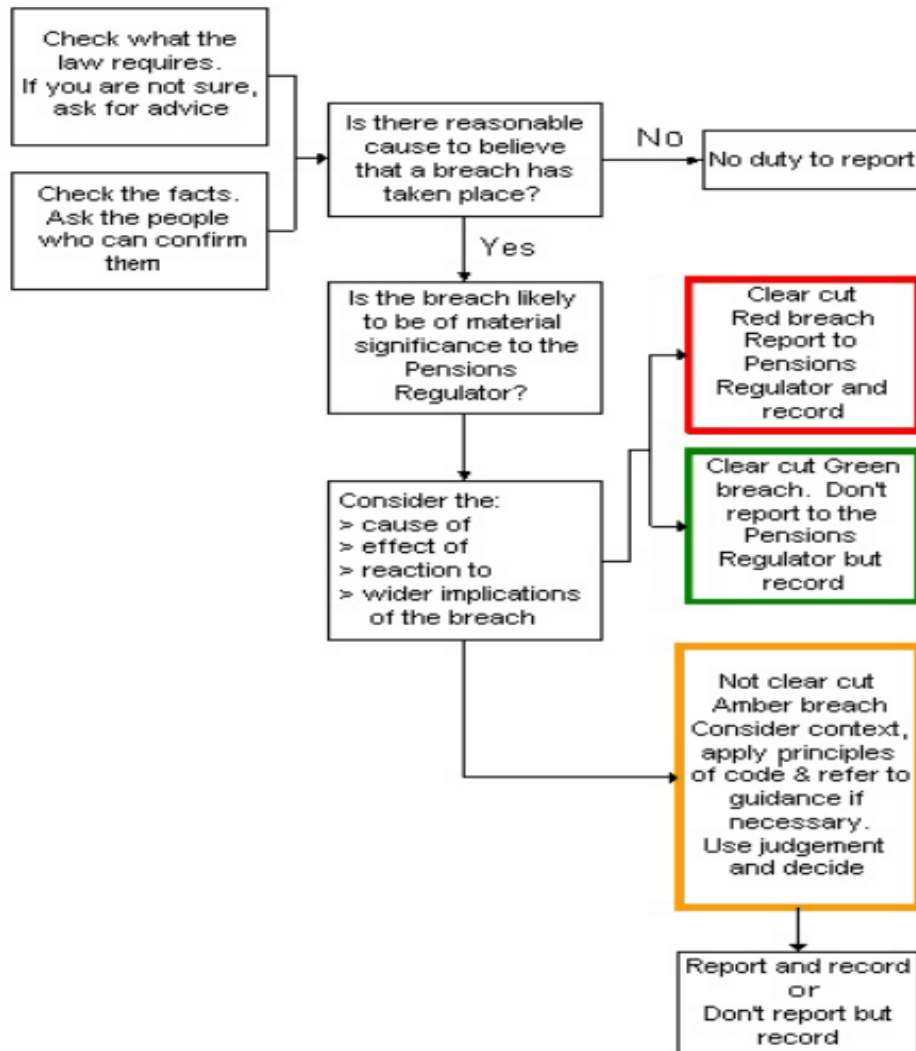 Check what the
law requires.
If you are not sure,
ask for advice
Check the facts.
Ask the people
who can confirm
them
Is there reasonable
cause to believe
that a breach has
taken place?
No
No duty to report
Yes
Is the breach likely
to be of material
significance to the
Pensions
Regulator?
Consider the:
> cause of
> effect of
> reaction to
> wider implications
of the breach
Clear cut
Red breach
Report to
Pensions
Regulator and
record
Clear cut Green
breach. Don't
report to the
Pensions
Regulator but
record
Not clear cut
Amber breach
Consider context,
apply principles
of code & refer to
guidance if
necessary.
Use judgement
and decide
Report and record
or
Don't report but
record